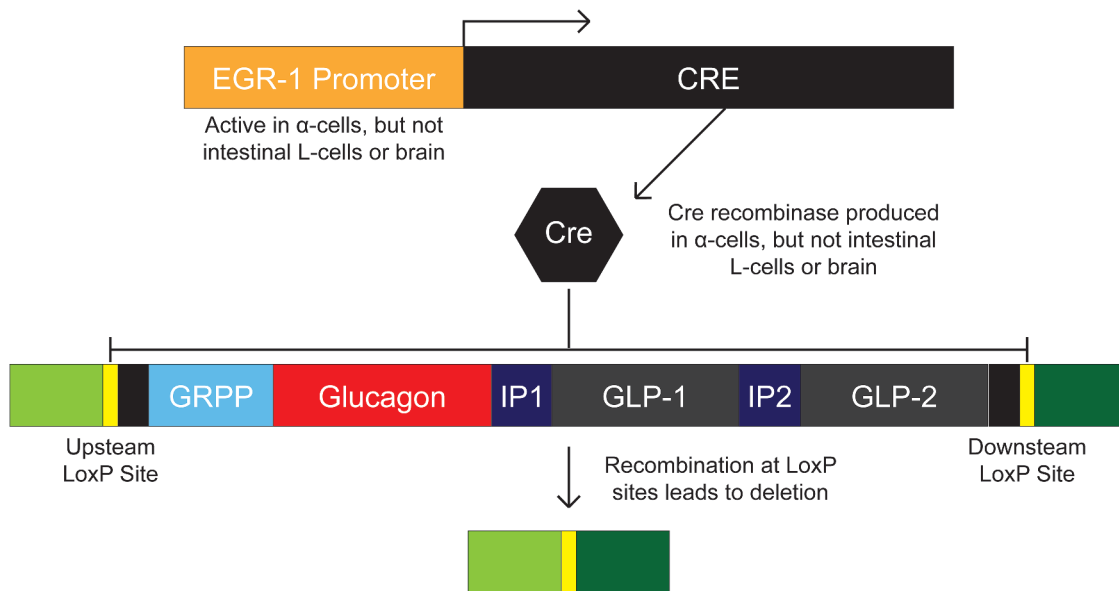 EGR-1 Promoter
CRE
Active in α-cells, but not
intestinal L-cells or brain
Cre
Cre recombinase produced
in α-cells, but not intestinal
L-cells or brain
GRPP
Glucagon
IP1
GLP-1
IP2
GLP-2
Upsteam
LoxP Site
Downsteam
LoxP Site
Recombination at LoxP
sites leads to deletion